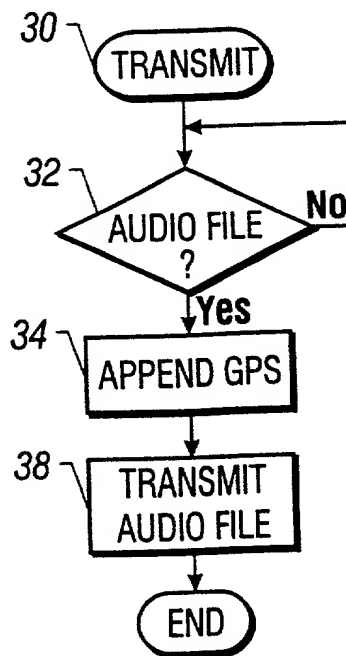 30
TRANSMIT
32
AUDIO FILE
?
No
Yes
34
APPEND GPS
38
TRANSMIT
AUDIO FILE
END